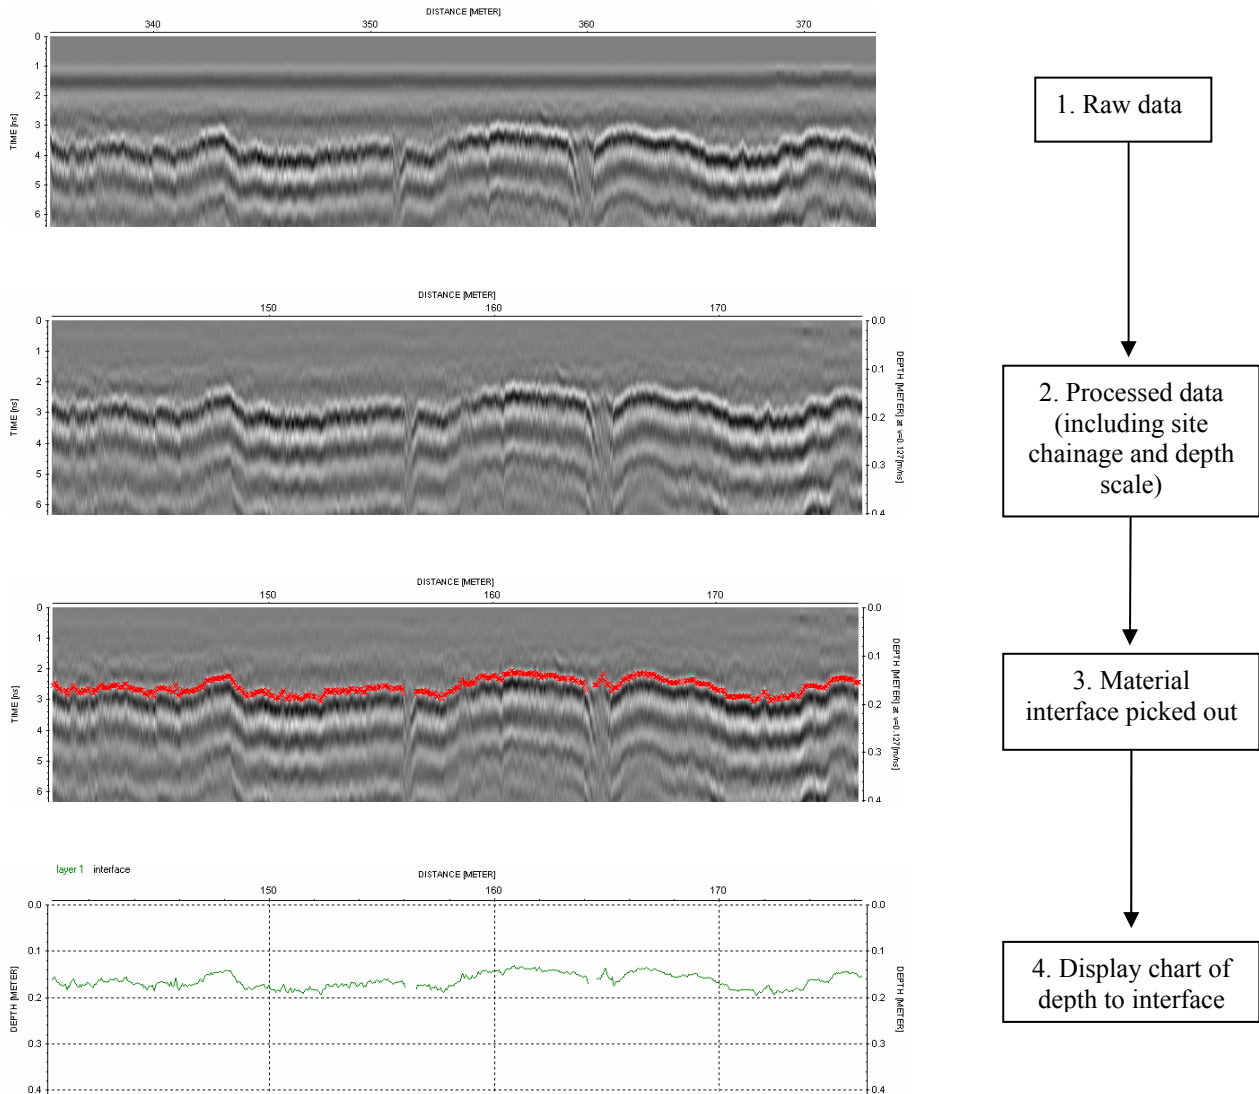 DISTANCE [METER]
340 350 360 370
0
1
2
3
4
5
6
TIME [ns]
1. Raw data
DISTANCE [METER]
150 160 170
0
1
2
3
4
5
6
TIME [ns]
0.0
0.1
0.2
0.3
0.4
DEPTH [METER] at v=0.127[m/ns]
2. Processed data
(including site
chainage and depth
scale)
DISTANCE [METER]
150 160 170
0
1
2
3
4
5
6
TIME [ns]
0.0
0.1
0.2
0.3
0.4
DEPTH [METER] at v=0.127[m/ns]
3. Material
interface picked out
layer 1 interface
DISTANCE [METER]
150 160 170
0.0
0.1
0.2
0.3
0.4
DEPTH [METER]
0.0
0.1
0.2
0.3
0.4
DEPTH [METER]
4. Display chart of
depth to interface